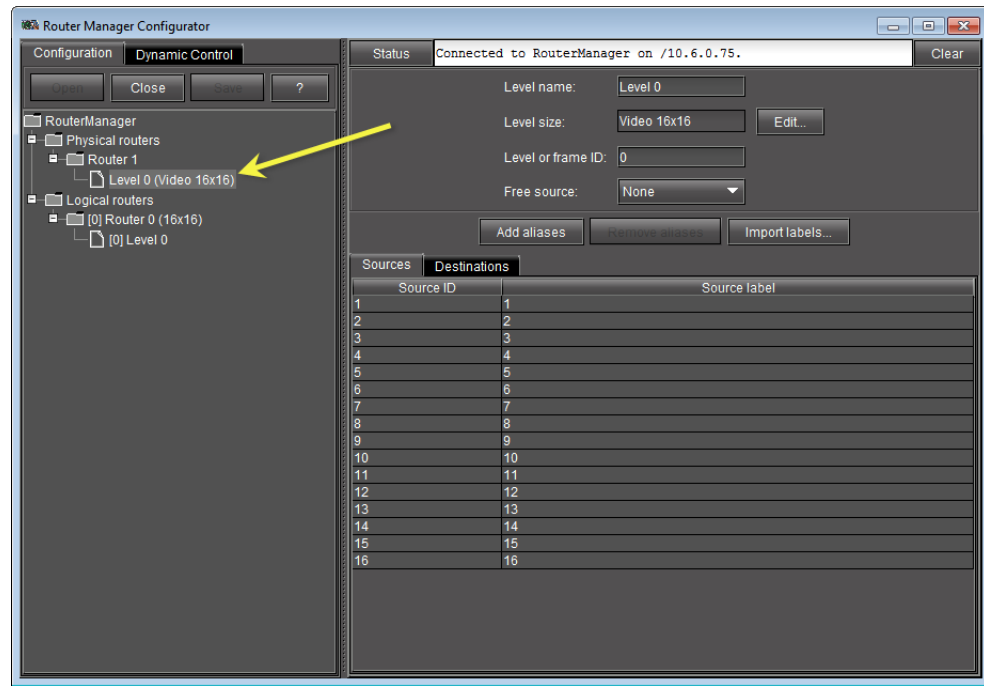 Router Manager Configurator
Configuration Dynamic Control
Open Close Save ?
RouterManager
Physical routers
Router 1
Level 0 (Video 16x16)
Logical routers
[0] Router 0 (16x16)
[0] Level 0
Status Connected to RouterManager on /10.6.0.75. Clear
Level name: Level 0
Level size: Video 16x16 Edit...
Level or frame ID: 0
Free source: None
Add aliases Remove aliases Import labels...
Sources Destinations
Source ID Source label
1 1
2 2
3 3
4 4
5 5
6 6
7 7
8 8
9 9
10 10
11 11
12 12
13 13
14 14
15 15
16 16